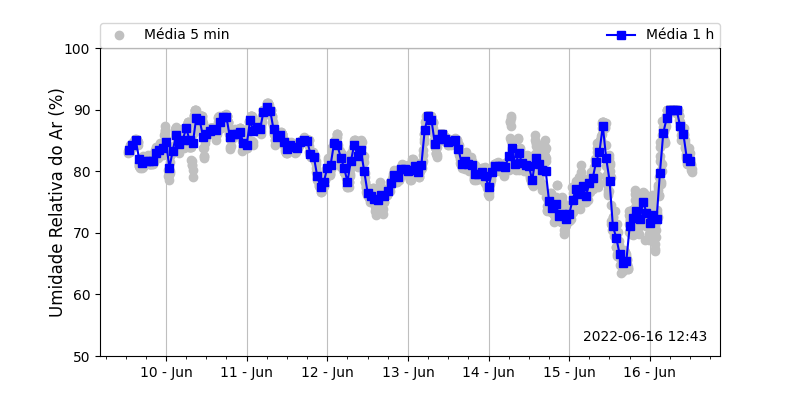 Média 5 min
Média 1 h
Umidade Relativa do Ar (%)
100
90
80
70
60
50
2022-06-16 12:43
10 - Jun
11 - Jun
12 - Jun
13 - Jun
14 - Jun
15 - Jun
16 - Jun